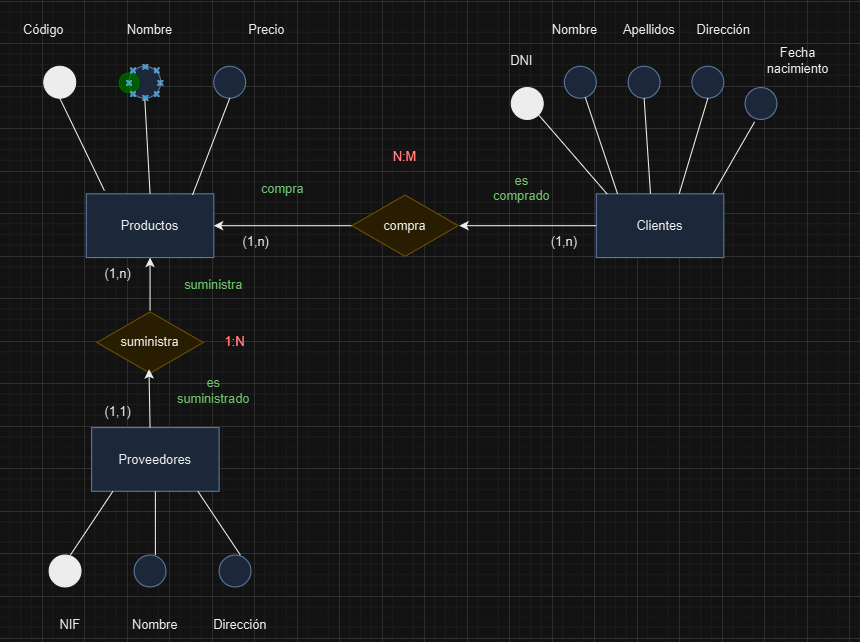 Código
Nombre
Precio
Nombre
Apellidos
Dirección
Fecha
nacimiento
DNI
N:M
compra
es
comprado
Productos
compra
Clientes
(1,n)
(1,n)
(1,n)
suministra
suministra
1:N
es
suministrado
(1,1)
Proveedores
NIF
Nombre
Dirección